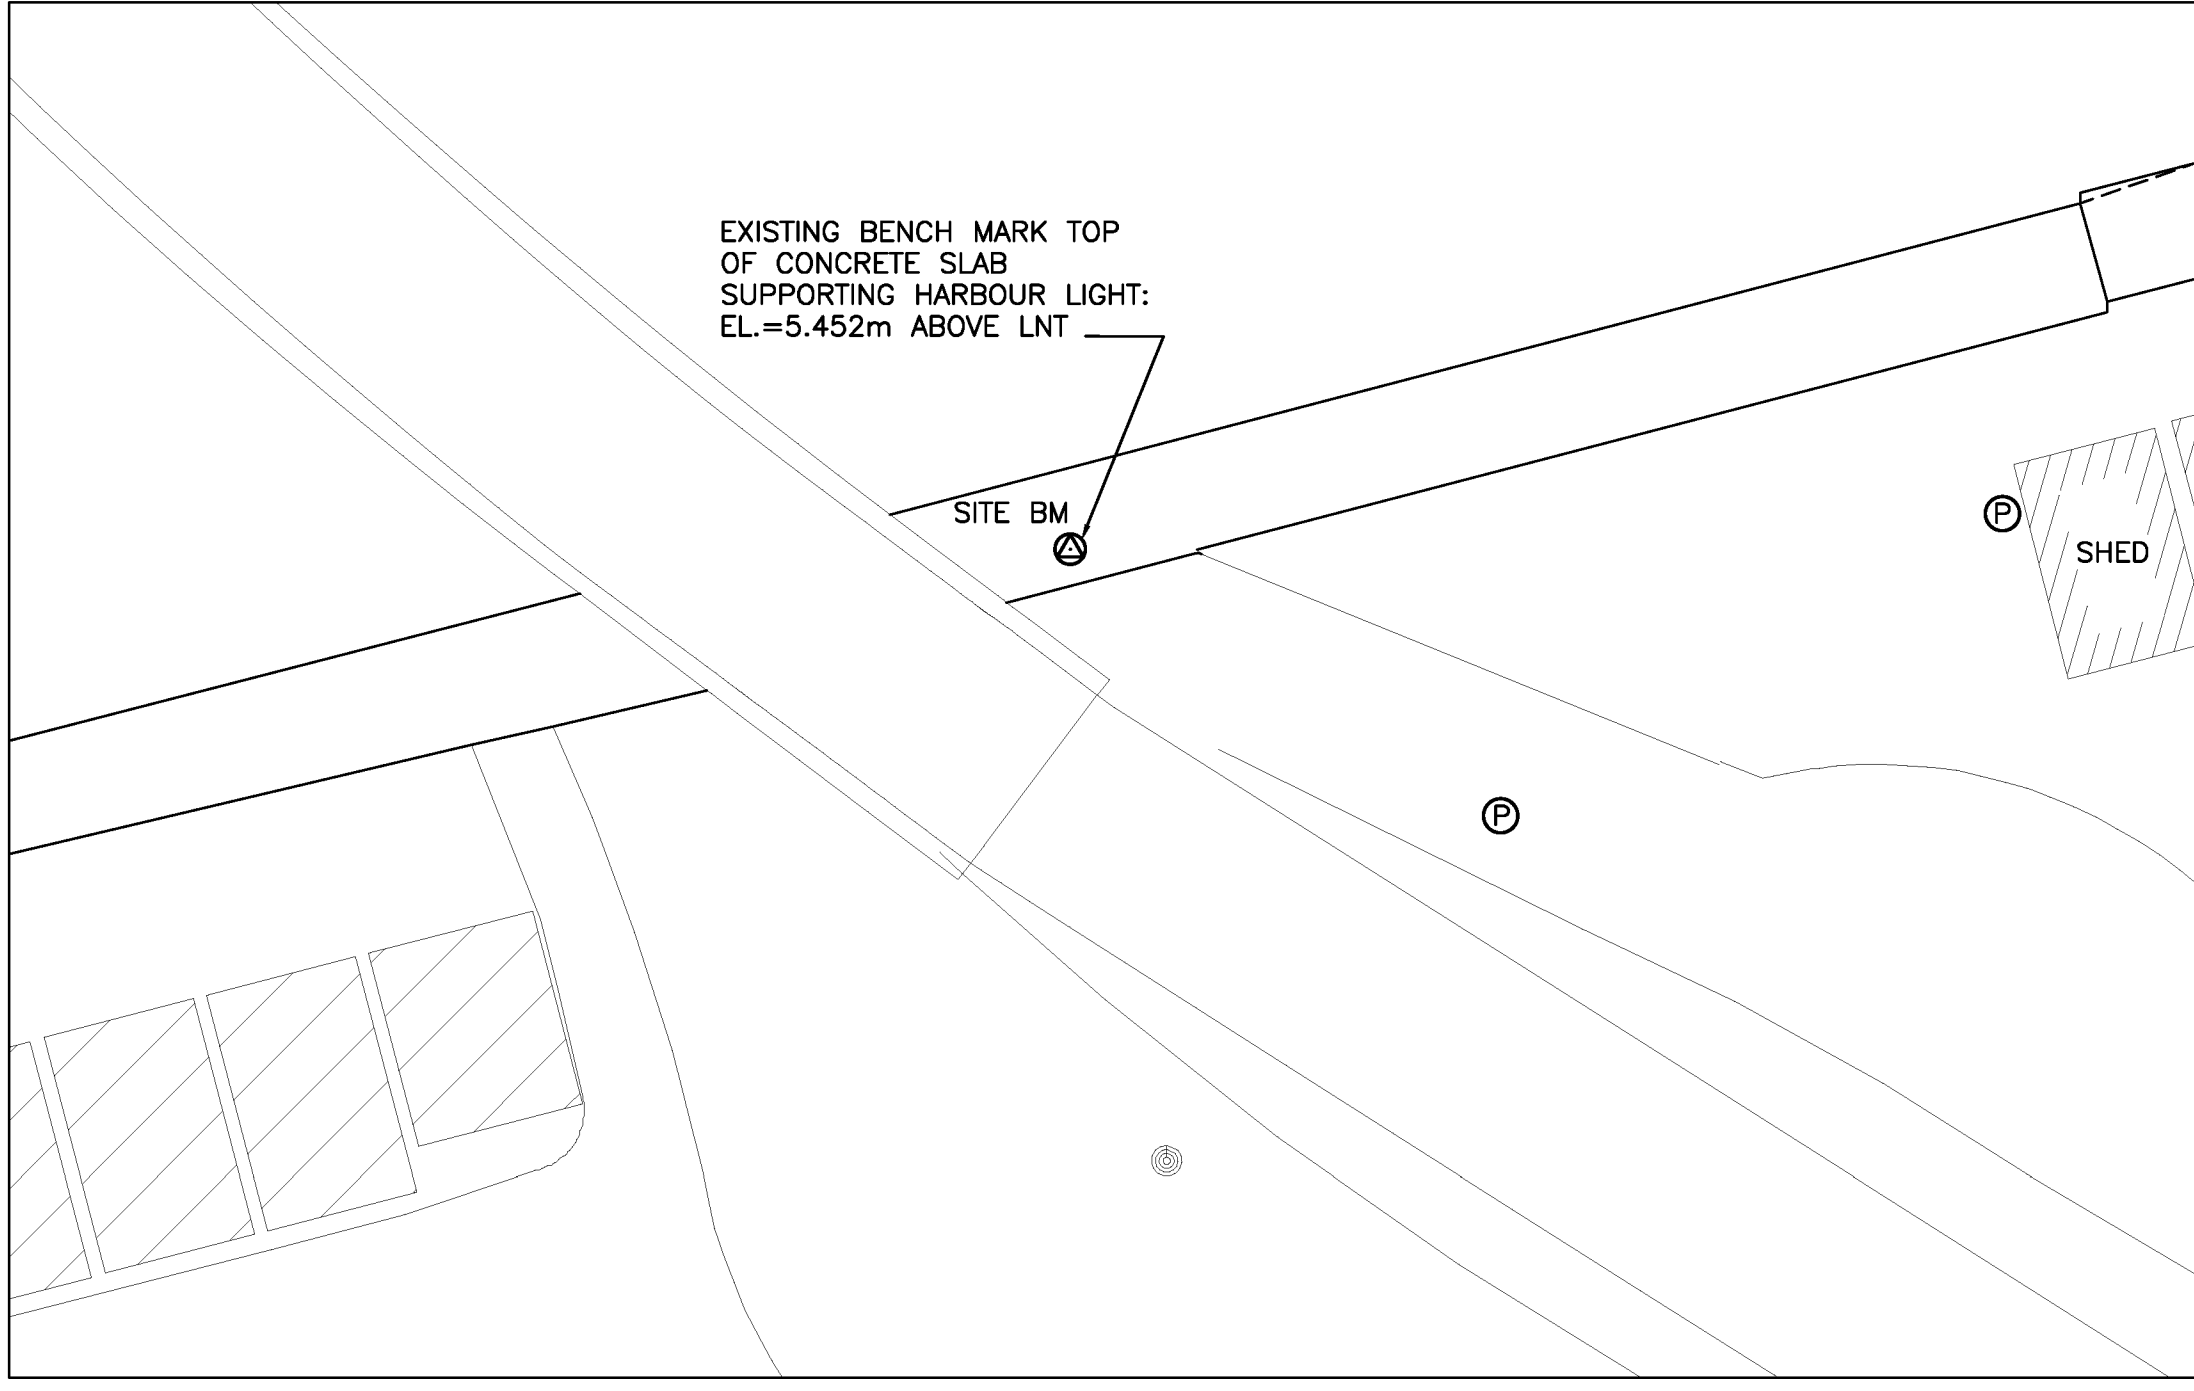 EXISTING BENCH MARK TOP
OF CONCRETE SLAB
SUPPORTING HARBOUR LIGHT:
EL.=5.452m ABOVE LNT
SITE BM
P
SHED
P